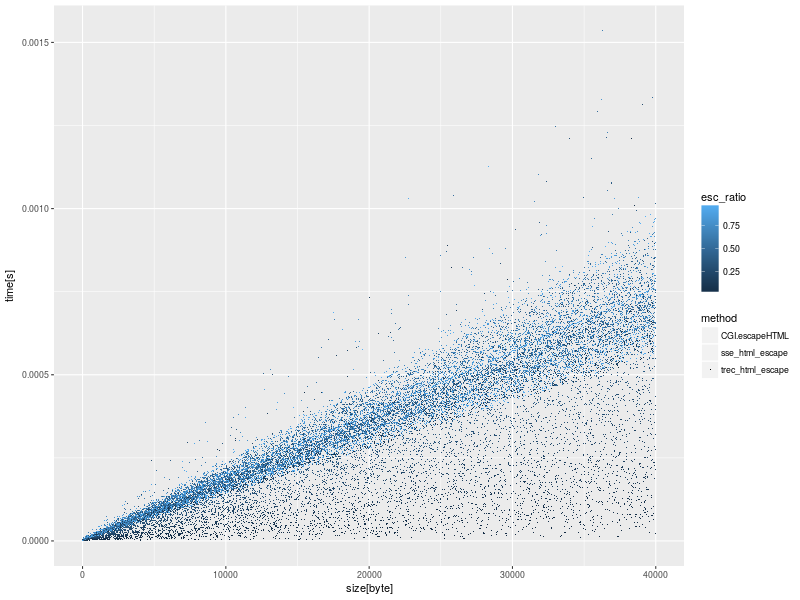 0.0015
0.0010
0.0005
0.0000
time[s]
0
10000
20000
30000
40000
size[byte]
esc_ratio
0.75
0.50
0.25
method
CGI.escapeHTML
sse_html_escape
trec_html_escape